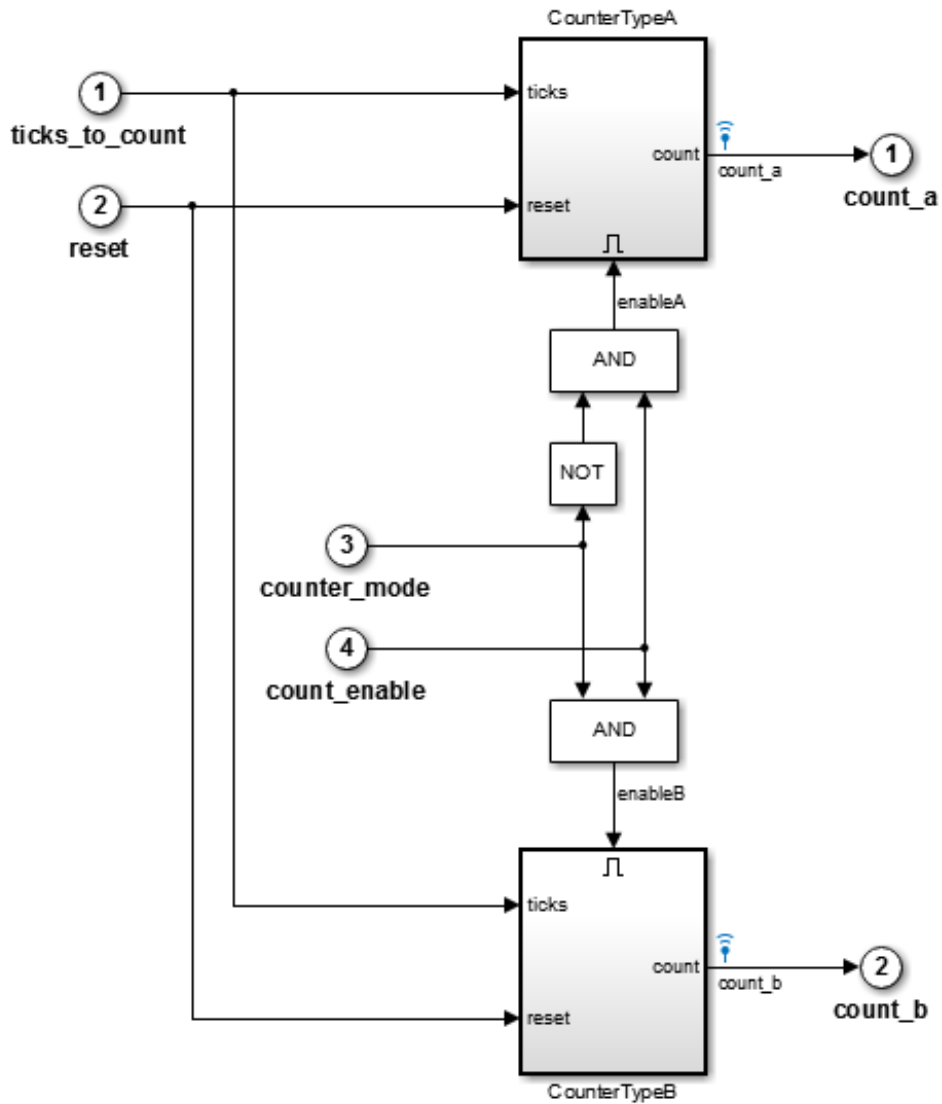 CounterTypeA
1
ticks_to_count
ticks
count
count_a
1
count_a
2
reset
reset
enableA
AND
NOT
3
counter_mode
4
count_enable
AND
enableB
ticks
count
count_b
2
count_b
reset
CounterTypeB